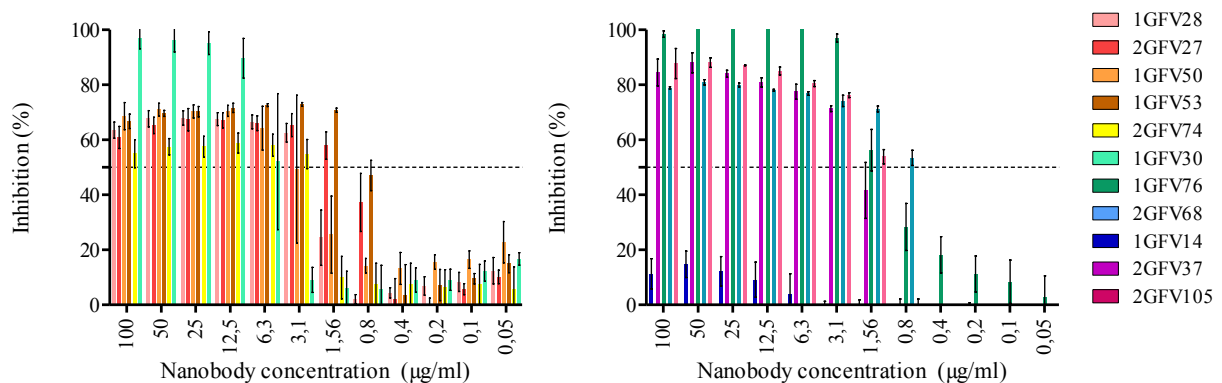 100
80
60
40
20
0
Inhibition (%)
100
50
25
12,5
6,3
3,1
1,56
0,8
0,4
0,2
0,1
0,05
Nanobody concentration (µg/ml)
100
80
60
40
20
0
Inhibition (%)
100
50
25
12,5
6,3
3,1
1,56
0,8
0,4
0,2
0,1
0,05
Nanobody concentration (µg/ml)
1GFV28
2GFV27
1GFV50
1GFV53
2GFV74
1GFV30
1GFV76
2GFV68
1GFV14
2GFV37
2GFV105